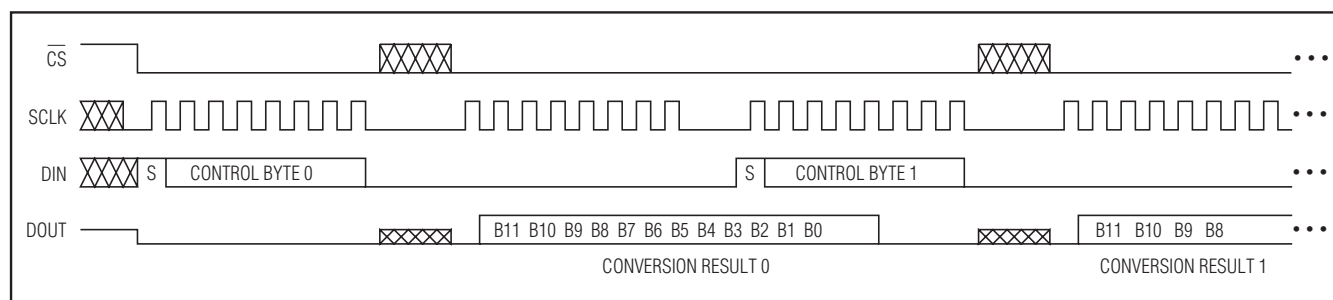 CS
SCLK
DIN S CONTROL BYTE 0 S CONTROL BYTE 1
DOUT B11 B10 B9 B8 B7 B6 B5 B4 B3 B2 B1 B0 B11 B10 B9 B8
CONVERSION RESULT 0 CONVERSION RESULT 1